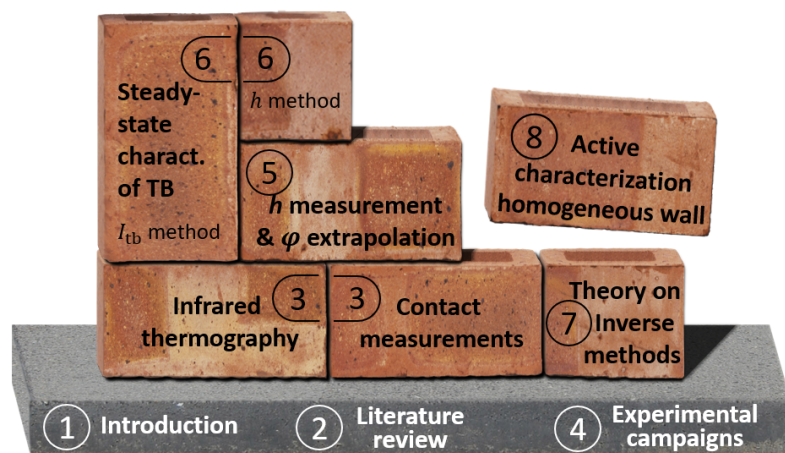 6
6
Steady-
state
charact.
of TB
I_tb method
h method
5
h measurement
& φ extrapolation
8
Active
characterization
homogeneous wall
3
Infrared
thermography
3
Contact
measurements
7
Theory on
Inverse
methods
1 Introduction
2 Literature
review
4 Experimental
campaigns